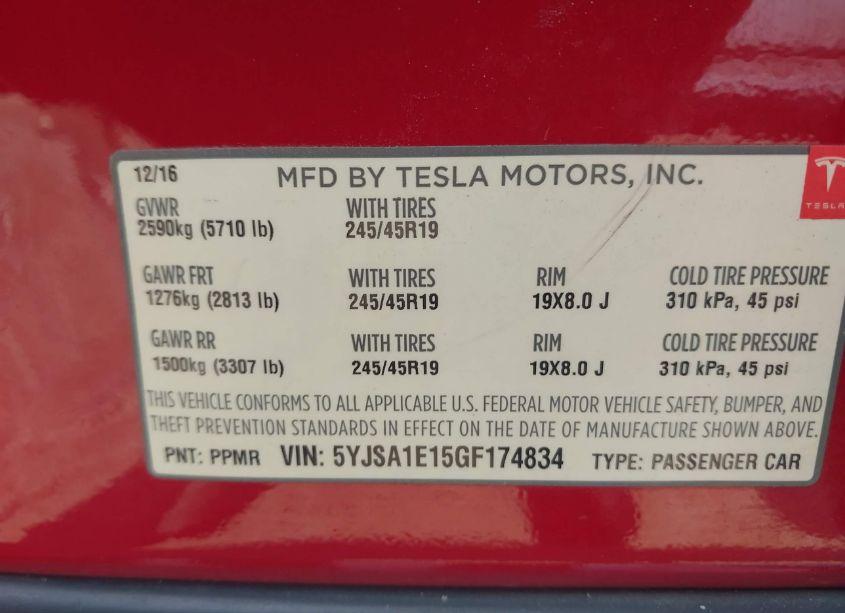 12/16 MFD BY TESLA MOTORS, INC.
TESLA
GVWR WITH TIRES
2590kg (5710 lb) 245/45R19
GAWR FRT WITH TIRES RIM COLD TIRE PRESSURE
1276kg (2813 lb) 245/45R19 19X8.0 J 310 kPa, 45 psi
GAWR RR WITH TIRES RIM COLD TIRE PRESSURE
1500kg (3307 lb) 245/45R19 19X8.0 J 310 kPa, 45 psi
THIS VEHICLE CONFORMS TO ALL APPLICABLE U.S. FEDERAL MOTOR VEHICLE SAFETY, BUMPER, AND
THEFT PREVENTION STANDARDS IN EFFECT ON THE DATE OF MANUFACTURE SHOWN ABOVE.
PNT: PPMR VIN: 5YJSA1E15GF174834 TYPE: PASSENGER CAR